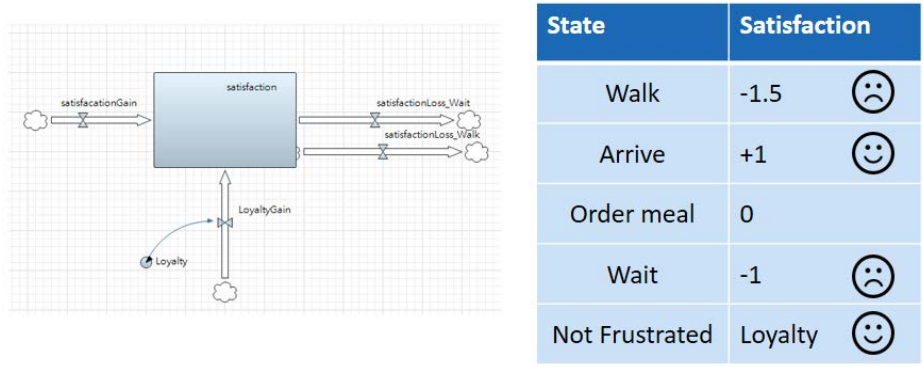 satisfacationGain
satisfaction
satisfactionLoss_Wait
satisfactionLoss_Walk
LoyaltyGain
Loyalty
State Satisfaction
Walk -1.5
Arrive +1
Order meal 0
Wait -1
Not Frustrated Loyalty